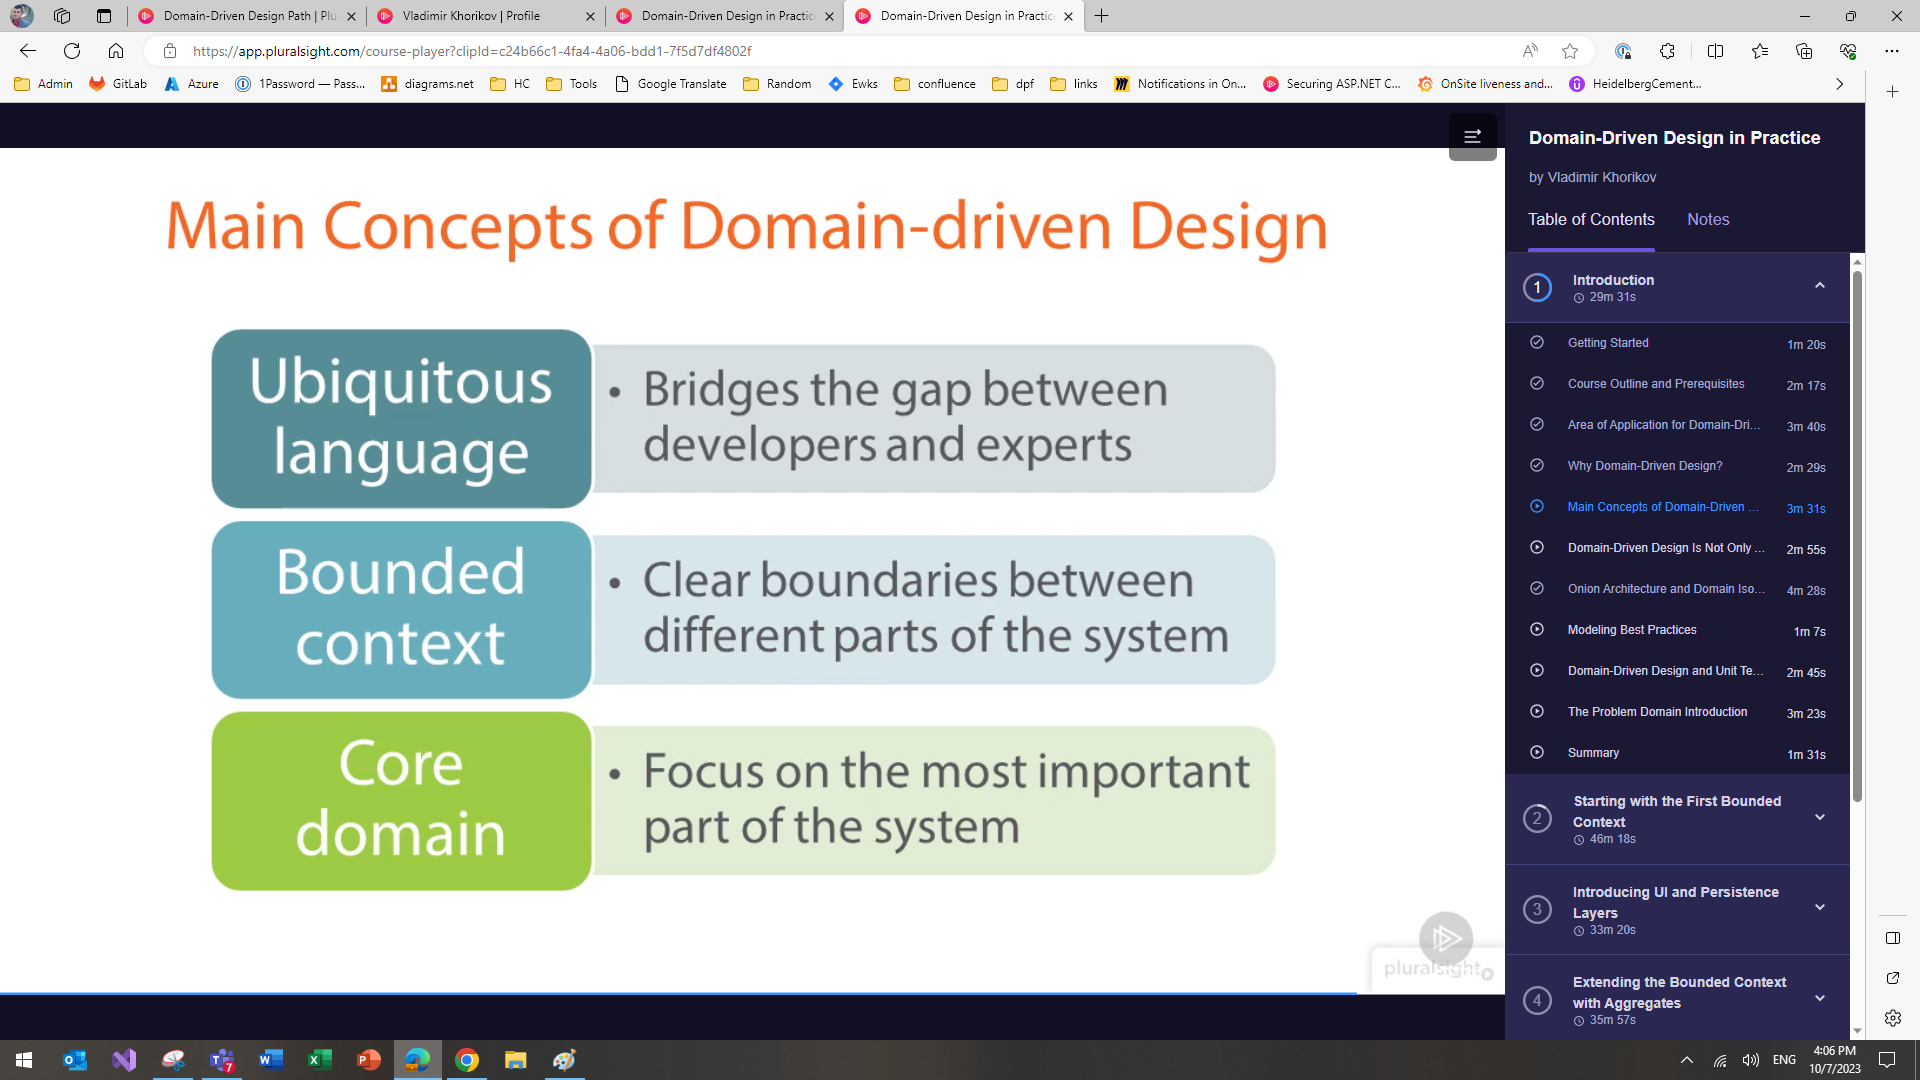 Domain-Driven Design Path | Plu
Vladimir Khorikov | Profile
Domain-Driven Design in Practice
Domain-Driven Design in Practic
https://app.pluralsight.com/course-player?clipId=c24b66c1-4fa4-4a06-bdd1-7f5d7df4802f
Admin
GitLab
Azure
1Password — Pass...
diagrams.net
HC
Tools
Google Translate
Random
Ewks
confluence
dpf
links
Notifications in On...
Securing ASP.NET C...
OnSite liveness and...
HeidelbergCement...
Main Concepts of Domain-driven Design
Ubiquitous
language
• Bridges the gap between
developers and experts
Bounded
context
• Clear boundaries between
different parts of the system
Core
domain
• Focus on the most important
part of the system
pluralsight
Domain-Driven Design in Practice
by Vladimir Khorikov
Table of Contents
Notes
1
Introduction
29m 31s
Getting Started
1m 20s
Course Outline and Prerequisites
2m 17s
Area of Application for Domain-Dri...
3m 40s
Why Domain-Driven Design?
2m 29s
Main Concepts of Domain-Driven ...
3m 31s
Domain-Driven Design Is Not Only ...
2m 55s
Onion Architecture and Domain Iso...
4m 28s
Modeling Best Practices
1m 7s
Domain-Driven Design and Unit Te...
2m 45s
The Problem Domain Introduction
3m 23s
Summary
1m 31s
2
Starting with the First Bounded
Context
46m 18s
3
Introducing UI and Persistence
Layers
33m 20s
4
Extending the Bounded Context
with Aggregates
35m 57s
7
ENG
4:06 PM
10/7/2023